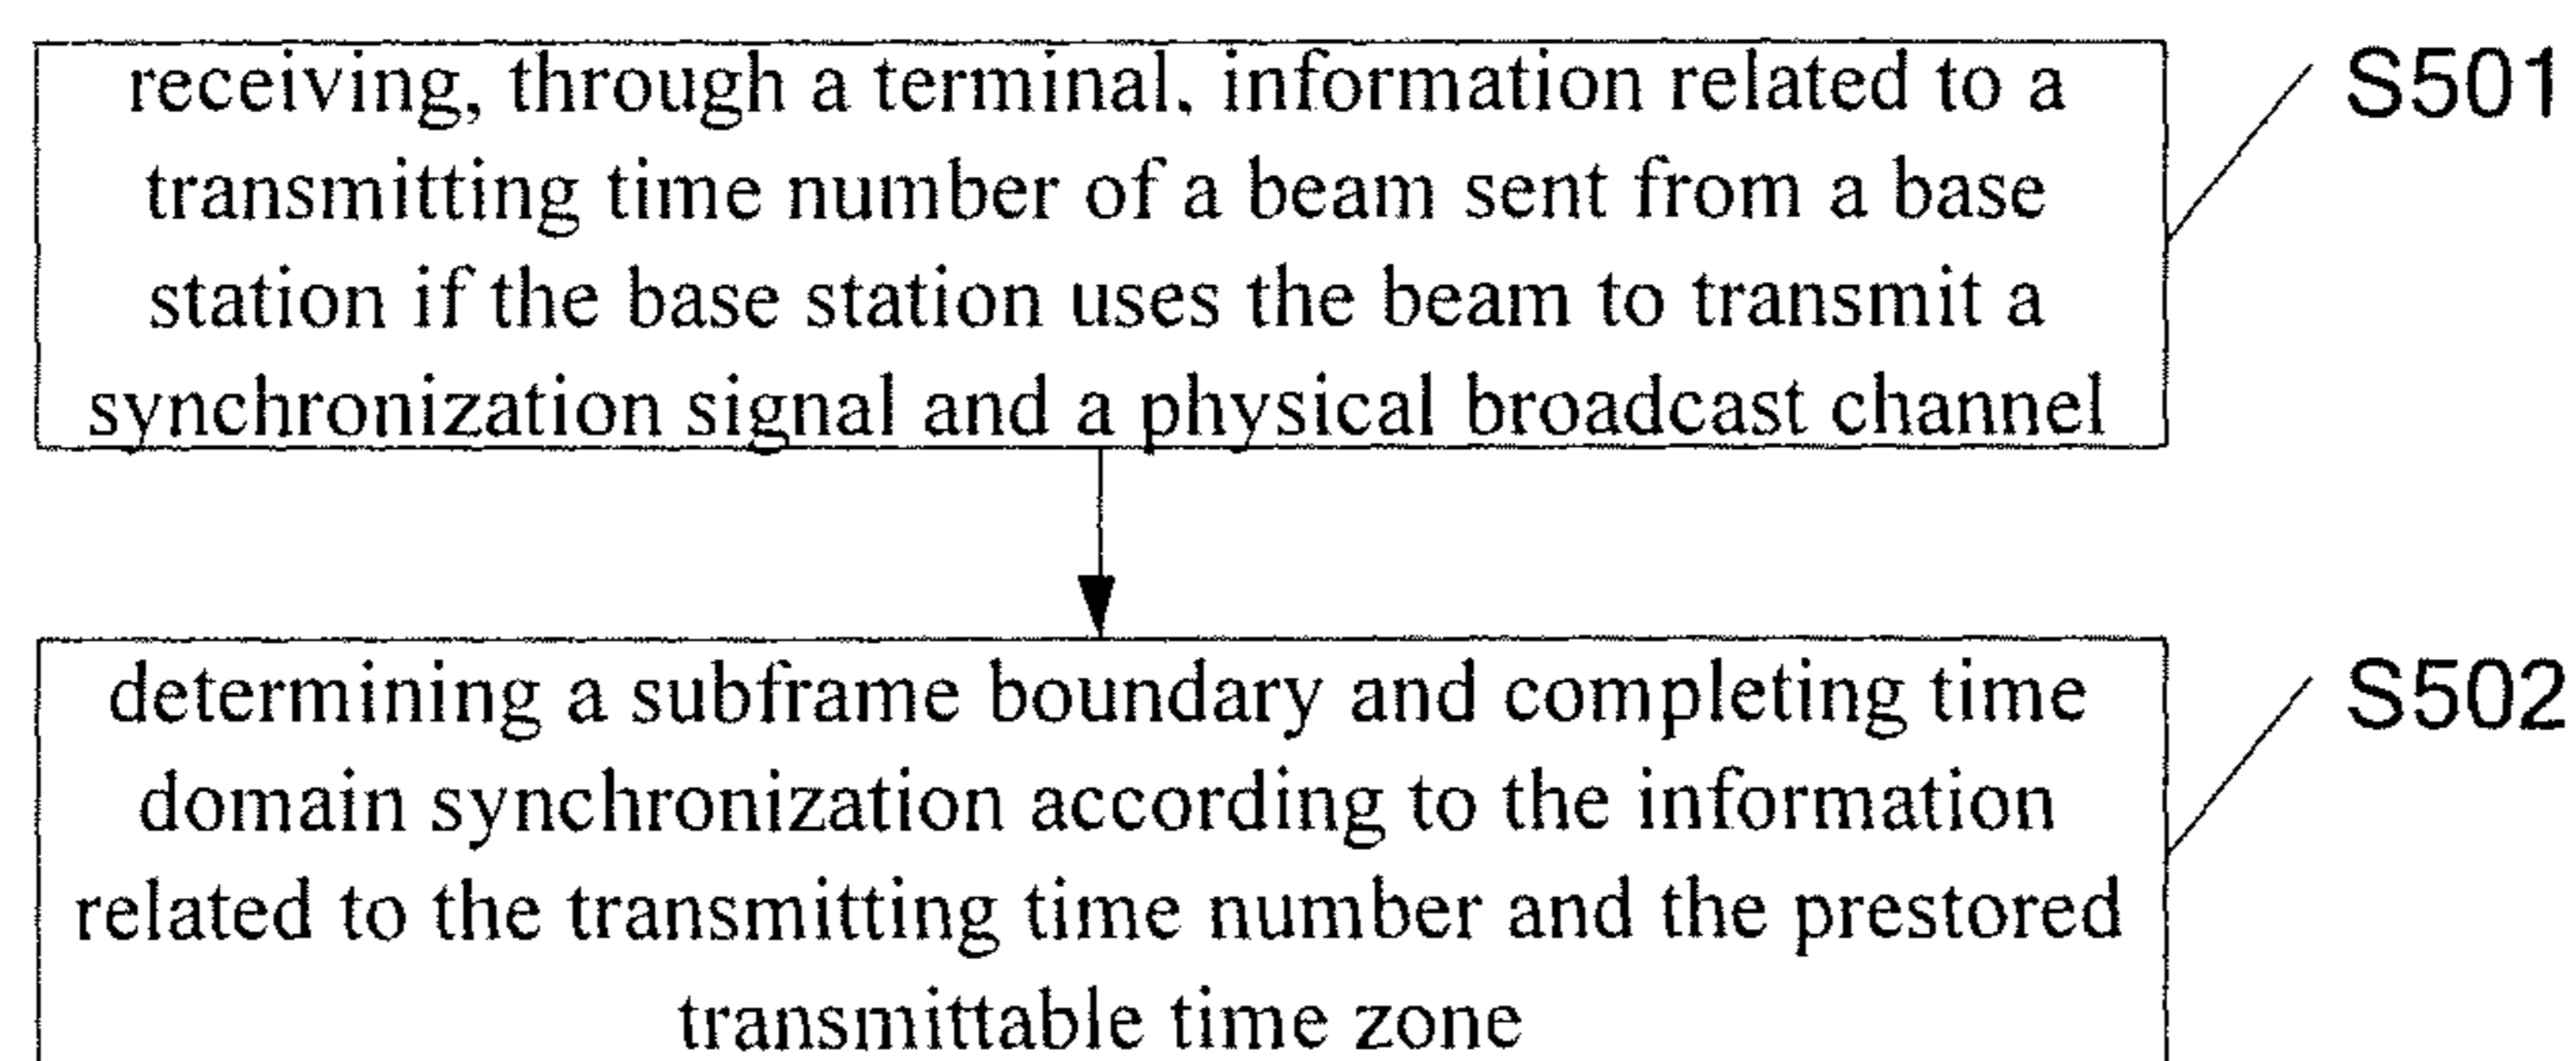 receiving, through a terminal, information related to a
transmitting time number of a beam sent from a base
station if the base station uses the beam to transmit a
synchronization signal and a physical broadcast channel
S501
determining a subframe boundary and completing time
domain synchronization according to the information
related to the transmitting time number and the prestored
transmittable time zone
S502